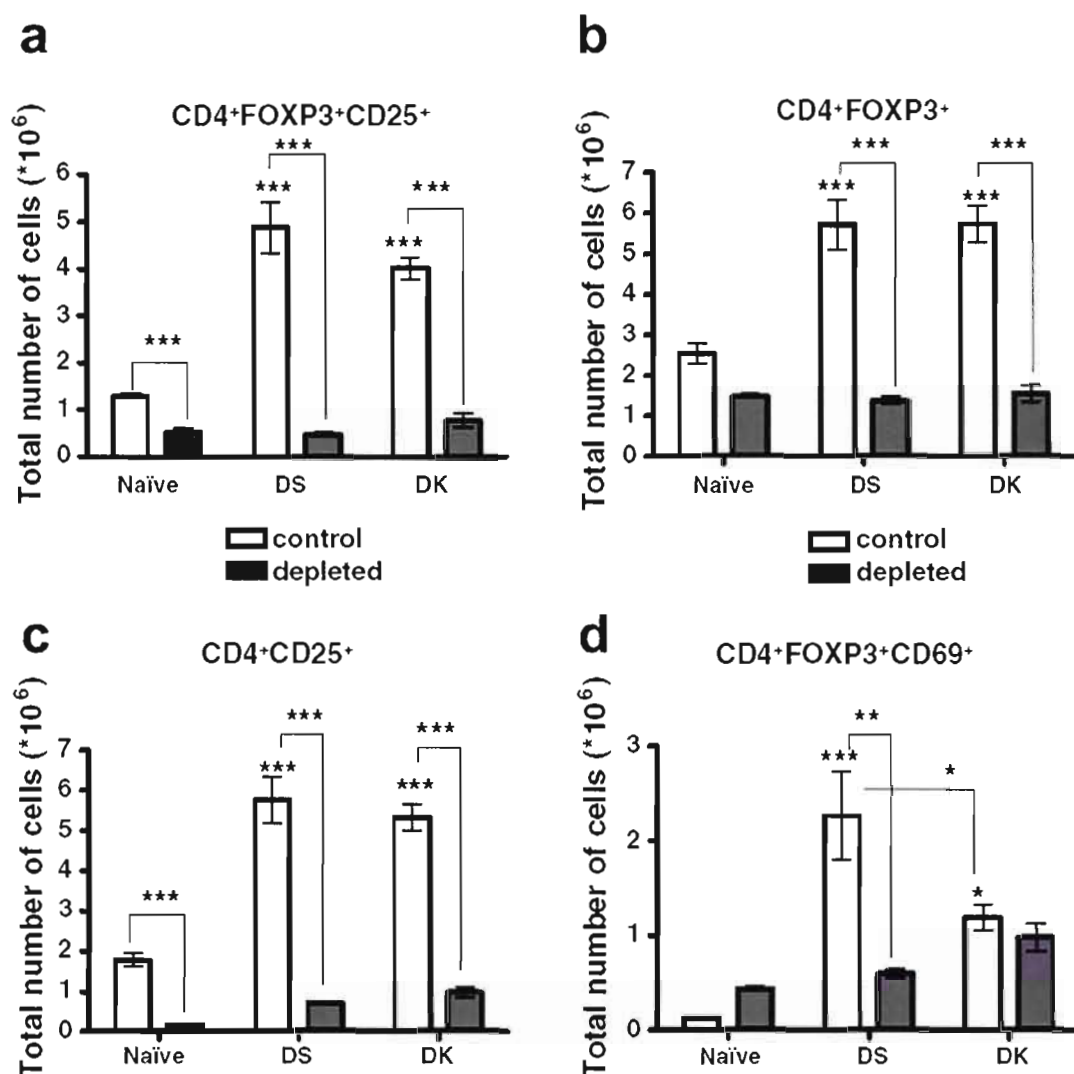 a
CD4+FOXP3+CD25+
Total number of cells (*10^6)
6
5
4
3
2
1
0
***
***
***
***
***
Naïve DS DK
control
depleted
b
CD4+FOXP3+
Total number of cells (*10^6)
7
6
5
4
3
2
1
0
***
***
***
***
Naïve DS DK
control
depleted
c
CD4+CD25+
Total number of cells (*10^6)
7
6
5
4
3
2
1
0
***
***
***
***
***
Naïve DS DK
d
CD4+FOXP3+CD69+
Total number of cells (*10^6)
3
2
1
0
**
***
*
*
Naïve DS DK